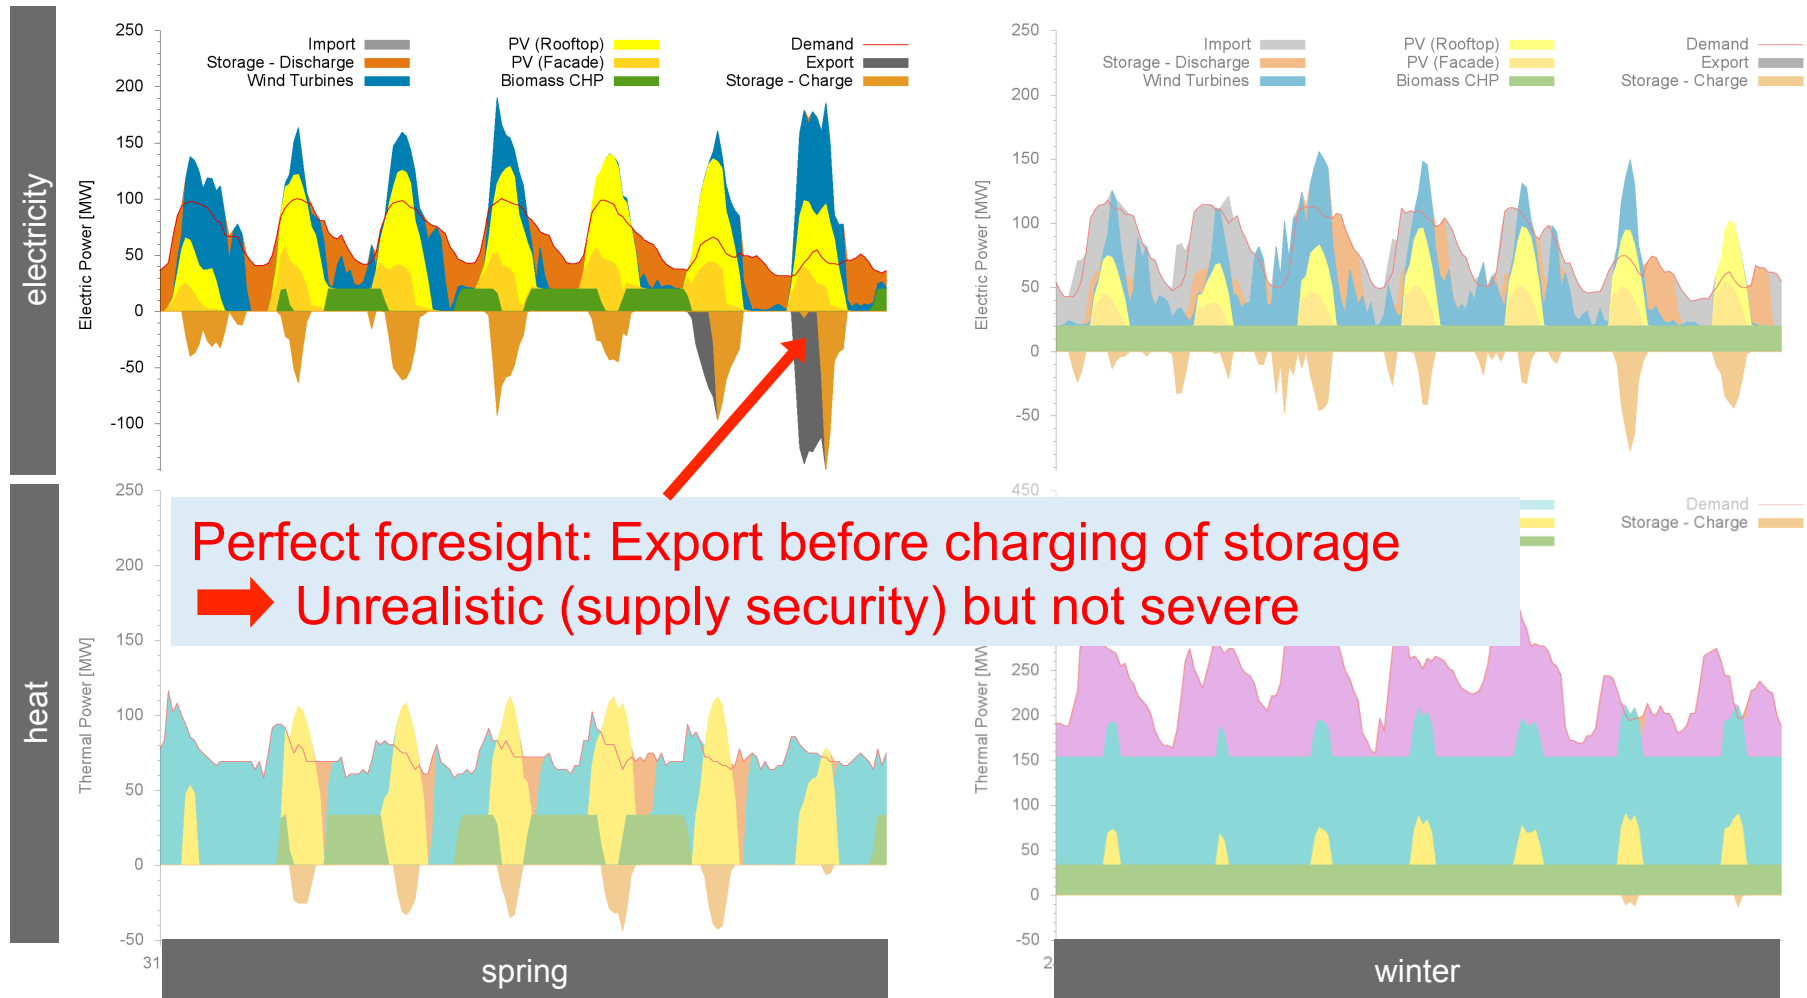 electricity
250
200
150
100
50
0
-50
-100
Electric Power [MW]
Import
Storage - Discharge
Wind Turbines
PV (Rooftop)
PV (Facade)
Biomass CHP
Demand
Export
Storage - Charge
250
200
150
100
50
0
-50
Electric Power [MW]
Import
Storage - Discharge
Wind Turbines
PV (Rooftop)
PV (Facade)
Biomass CHP
Demand
Export
Storage - Charge
Perfect foresight: Export before charging of storage
Unrealistic (supply security) but not severe
heat
250
200
150
100
50
0
-50
Thermal Power [MW]
31
spring
450
250
200
150
100
50
0
-50
Thermal Power [MW]
Demand
Storage - Charge
2
winter